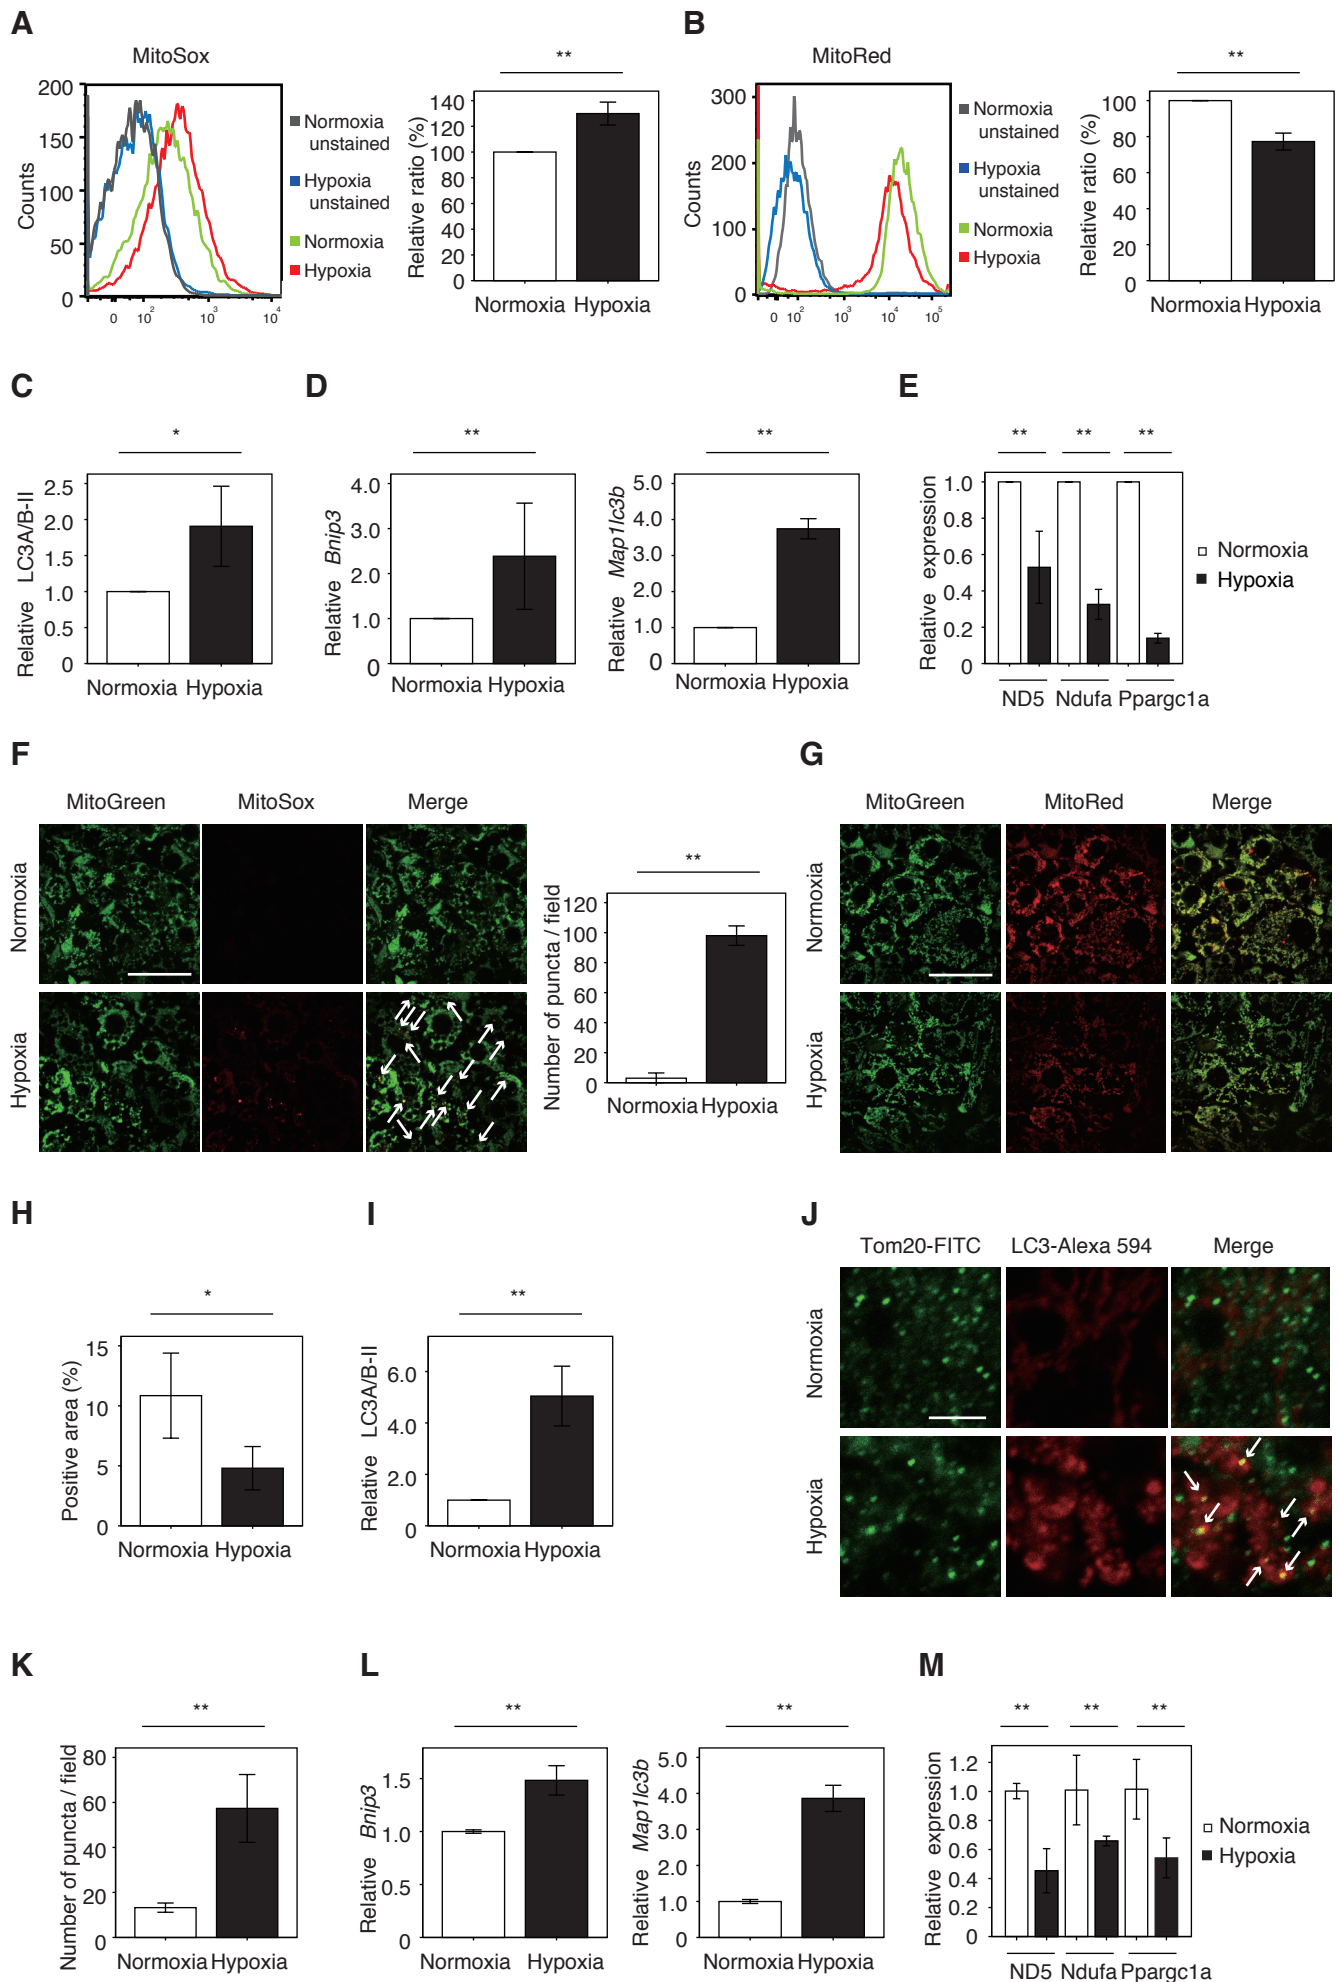 A
MitoSox
Counts
200
150
100
50
0
0 10² 10³ 10⁴
Normoxia
unstained
Hypoxia
unstained
Normoxia
Hypoxia
**
Relative ratio (%)
140
120
100
80
60
40
20
0
Normoxia Hypoxia
B
MitoRed
Counts
300
200
100
0
0 10² 10³ 10⁴ 10⁵
Normoxia
unstained
Hypoxia
unstained
Normoxia
Hypoxia
**
Relative ratio (%)
100
80
60
40
20
0
Normoxia Hypoxia
C
*
Relative LC3A/B-II
2.5
2.0
1.5
1.0
0.5
0
Normoxia Hypoxia
D
**
Relative Bnip3
4.0
3.0
2.0
1.0
0
Normoxia Hypoxia
**
Relative Map1lc3b
5.0
4.0
3.0
2.0
1.0
0
Normoxia Hypoxia
E
** ** **
Relative expression
1.0
0.8
0.6
0.4
0.2
0
ND5 Ndufa Ppargc1a
Normoxia
Hypoxia
F
MitoGreen MitoSox Merge
Normoxia
Hypoxia
**
Number of puncta / field
120
100
80
60
40
20
0
Normoxia Hypoxia
G
MitoGreen MitoRed Merge
Normoxia
Hypoxia
H
*
Positive area (%)
15
10
5
0
Normoxia Hypoxia
I
**
Relative LC3A/B-II
6.0
4.0
2.0
0
Normoxia Hypoxia
J
Tom20-FITC LC3-Alexa 594 Merge
Normoxia
Hypoxia
K
**
Number of puncta / field
80
60
40
20
0
Normoxia Hypoxia
L
**
Relative Bnip3
1.5
1.0
0.5
0
Normoxia Hypoxia
**
Relative Map1lc3b
5.0
4.0
3.0
2.0
1.0
0
Normoxia Hypoxia
M
** ** **
Relative expression
1.2
1.0
0.8
0.6
0.4
0.2
0
ND5 Ndufa Ppargc1a
Normoxia
Hypoxia